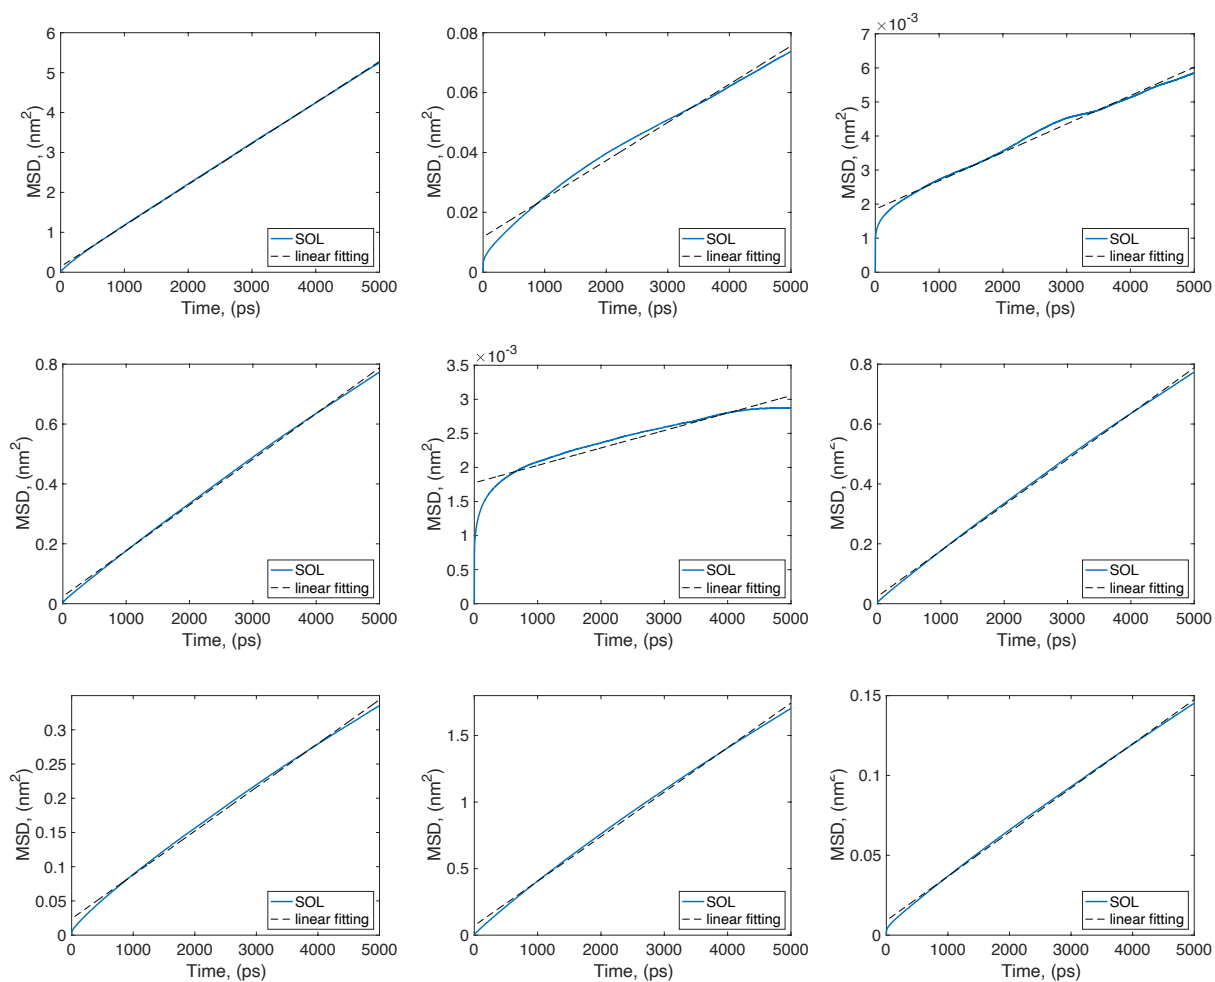 6
5
4
3
2
1
0
MSD, (nm²)
SOL
linear fitting
0 1000 2000 3000 4000 5000
Time, (ps)
0.08
0.06
0.04
0.02
0
MSD, (nm²)
SOL
linear fitting
0 1000 2000 3000 4000 5000
Time, (ps)
×10⁻³
7
6
5
4
3
2
1
0
MSD, (nm²)
SOL
linear fitting
0 1000 2000 3000 4000 5000
Time, (ps)
0.8
0.6
0.4
0.2
0
MSD, (nm²)
SOL
linear fitting
0 1000 2000 3000 4000 5000
Time, (ps)
×10⁻³
3.5
3
2.5
2
1.5
1
0.5
0
MSD, (nm²)
SOL
linear fitting
0 1000 2000 3000 4000 5000
Time, (ps)
0.8
0.6
0.4
0.2
0
MSD, (nm²)
SOL
linear fitting
0 1000 2000 3000 4000 5000
Time, (ps)
0.3
0.25
0.2
0.15
0.1
0.05
0
MSD, (nm²)
SOL
linear fitting
0 1000 2000 3000 4000 5000
Time, (ps)
1.5
1
0.5
0
MSD, (nm²)
SOL
linear fitting
0 1000 2000 3000 4000 5000
Time, (ps)
0.15
0.1
0.05
0
MSD, (nm²)
SOL
linear fitting
0 1000 2000 3000 4000 5000
Time, (ps)